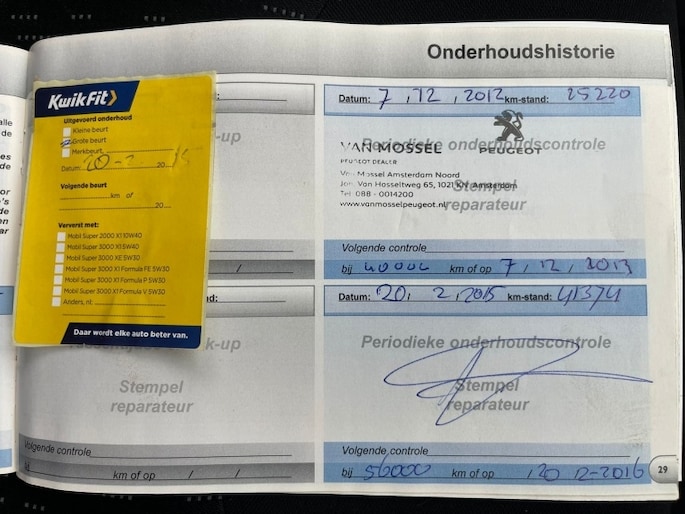 Onderhoudshistorie
KwikFit
Uitgevoerd onderhoud
Kleine beurt
Grote beurt
Merkbeurt
Datum: 20-2 20 15
Volgende beurt
km of
20
Ververst met:
Mobil Super 2000 X1 10W40
Mobil Super 3000 X1 5W40
Mobil Super 3000 XE 5W30
Mobil Super 3000 X1 Formula FE 5W30
Mobil Super 3000 X1 Formula P 5W30
Mobil Super 3000 X1 Formula V 5W30
Anders, nl:
Daar wordt elke auto beter van.
k-up
Stempel
reparateur
Volgende controle
bij km of op / /
Datum: 7, 12, 2012 km-stand: 25220
Periodieke onderhoudscontrole
VAN MOSSEL PEUGEOT
PEUGEOT DEALER
Van Mossel Amsterdam Noord
Jan Van Hasseltweg 65, 1021 KN Amsterdam
Tel 088 - 0014200
www.vanmosselpeugeot.nl
Stempel
reparateur
Volgende controle
bij 40000 km of op 7, 12, 2013
Datum: 20, 2, 2015 km-stand: 41374
Periodieke onderhoudscontrole
Stempel
reparateur
Volgende controle
bij 56000 km of op 20 12-2016
29